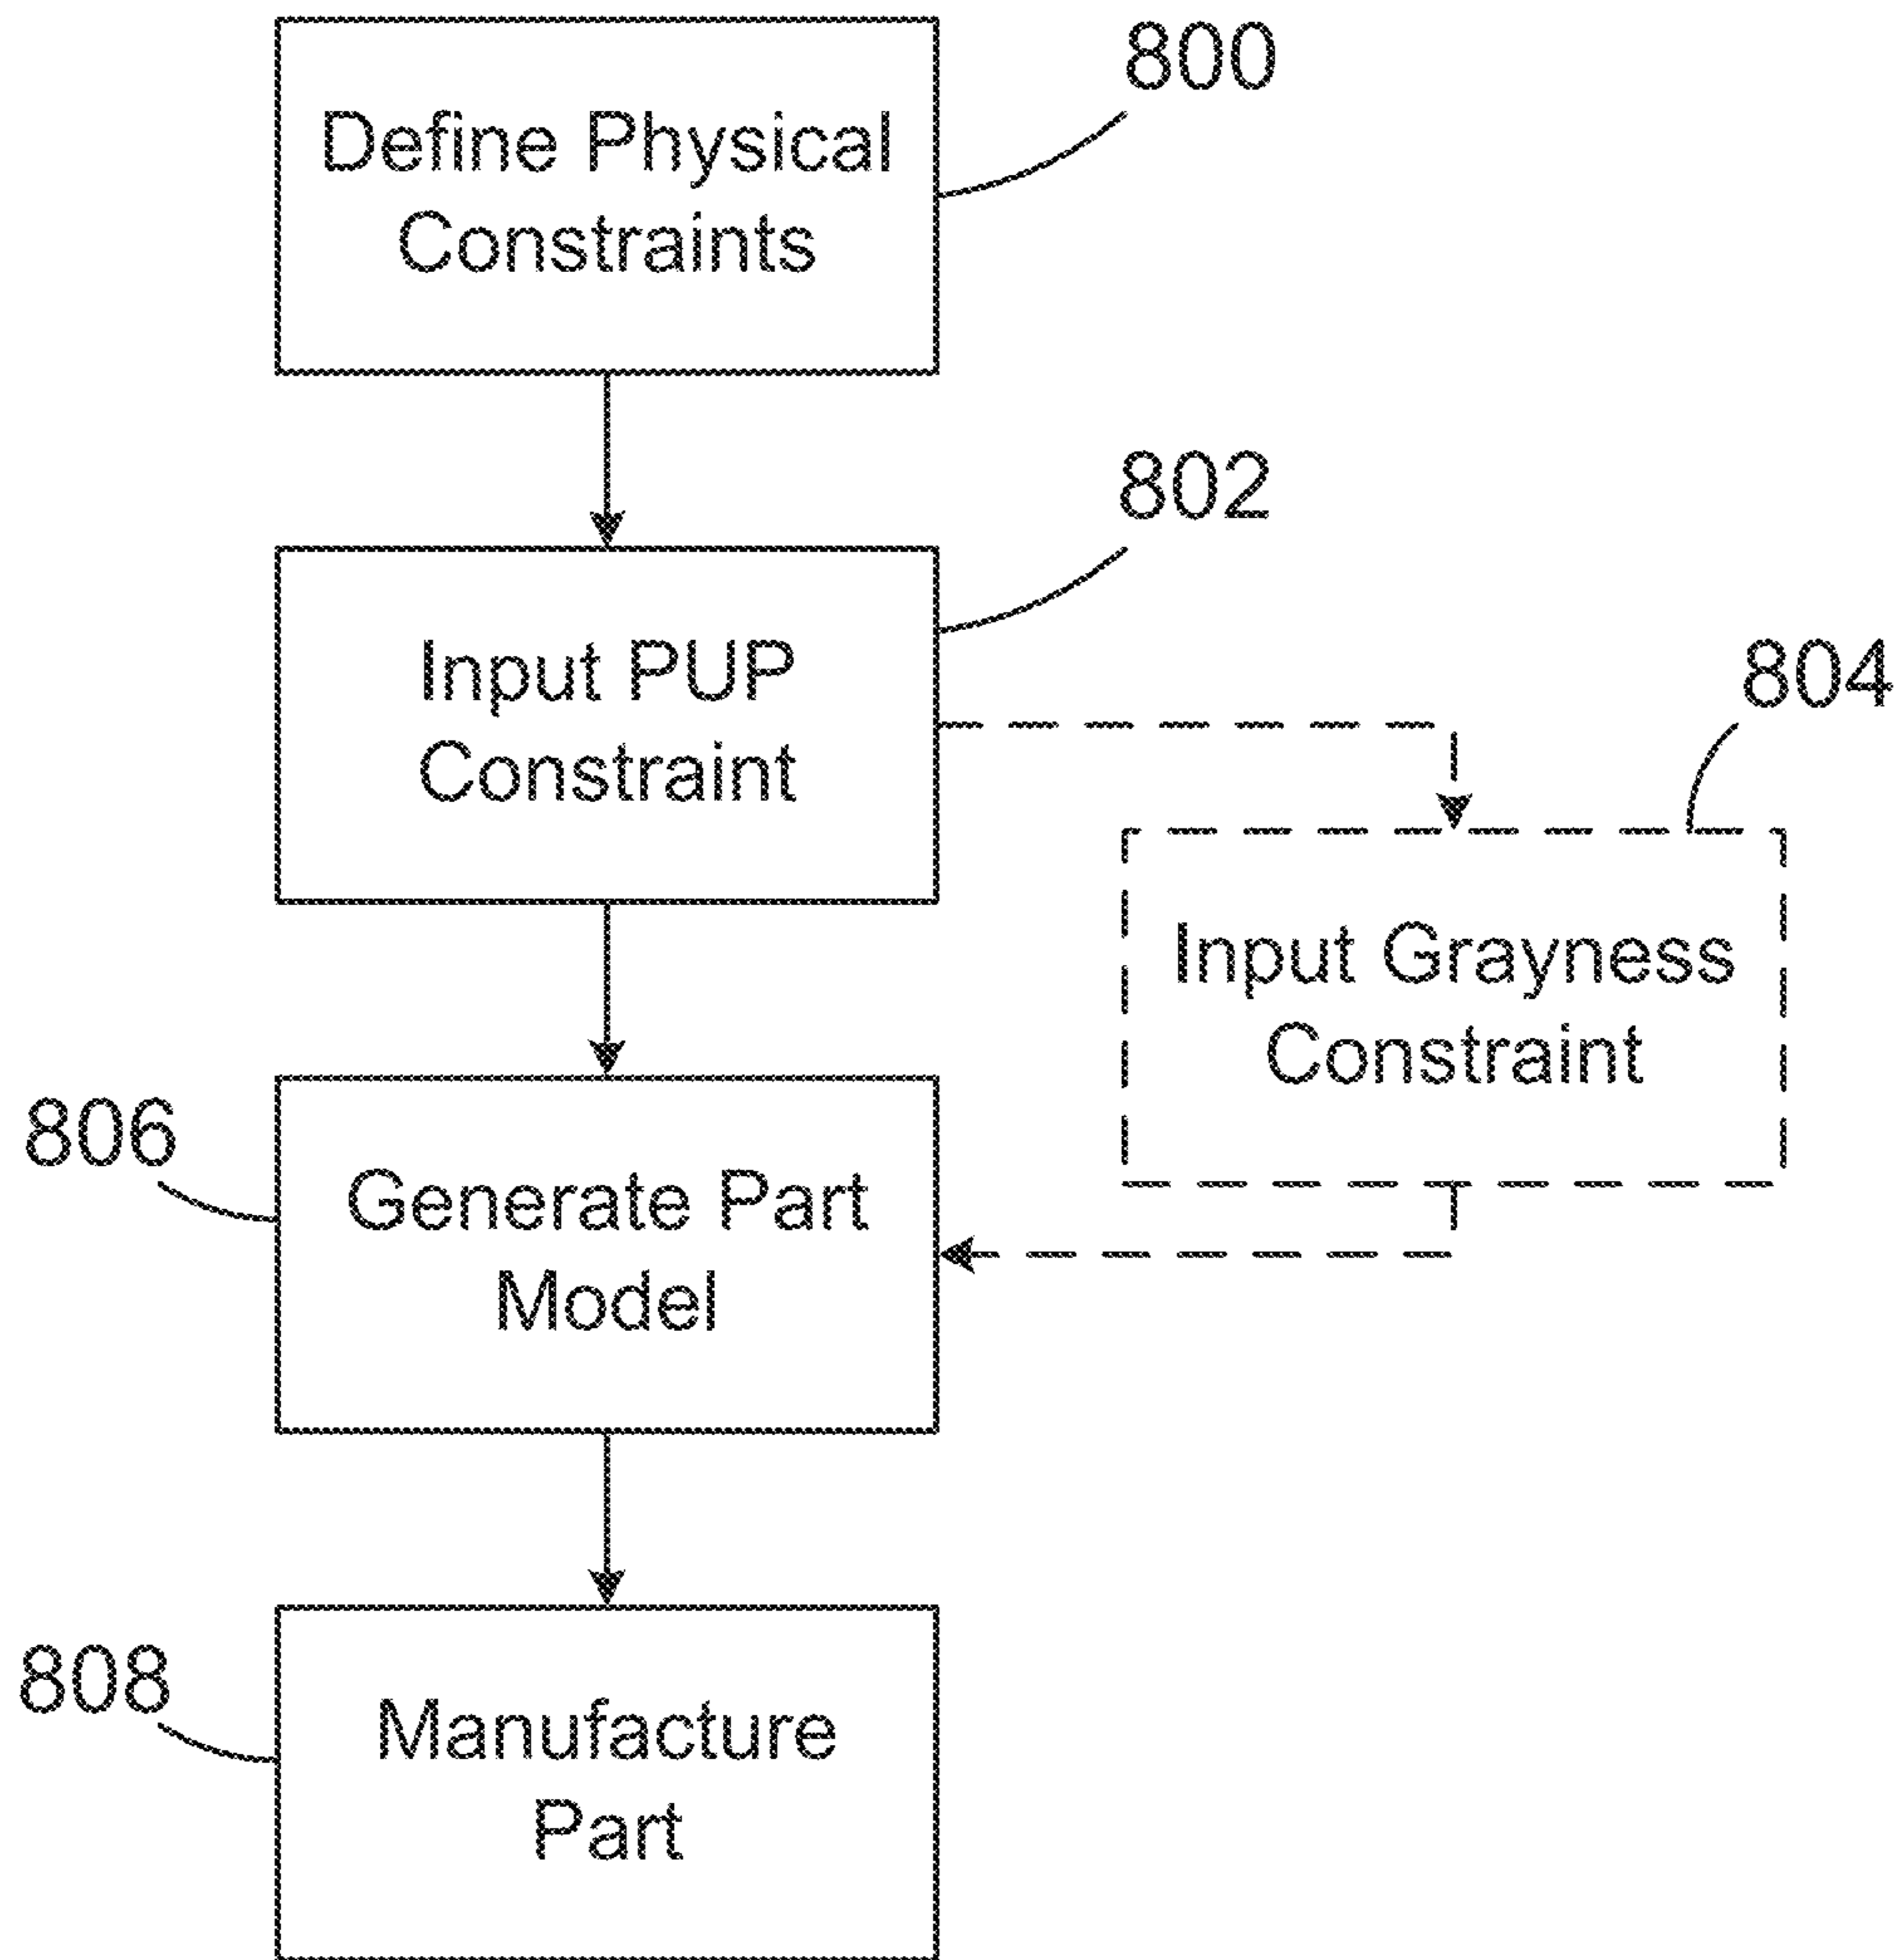 800
Define Physical
Constraints
802
Input PUP
Constraint
804
Input Grayness
Constraint
806
Generate Part
Model
808
Manufacture
Part